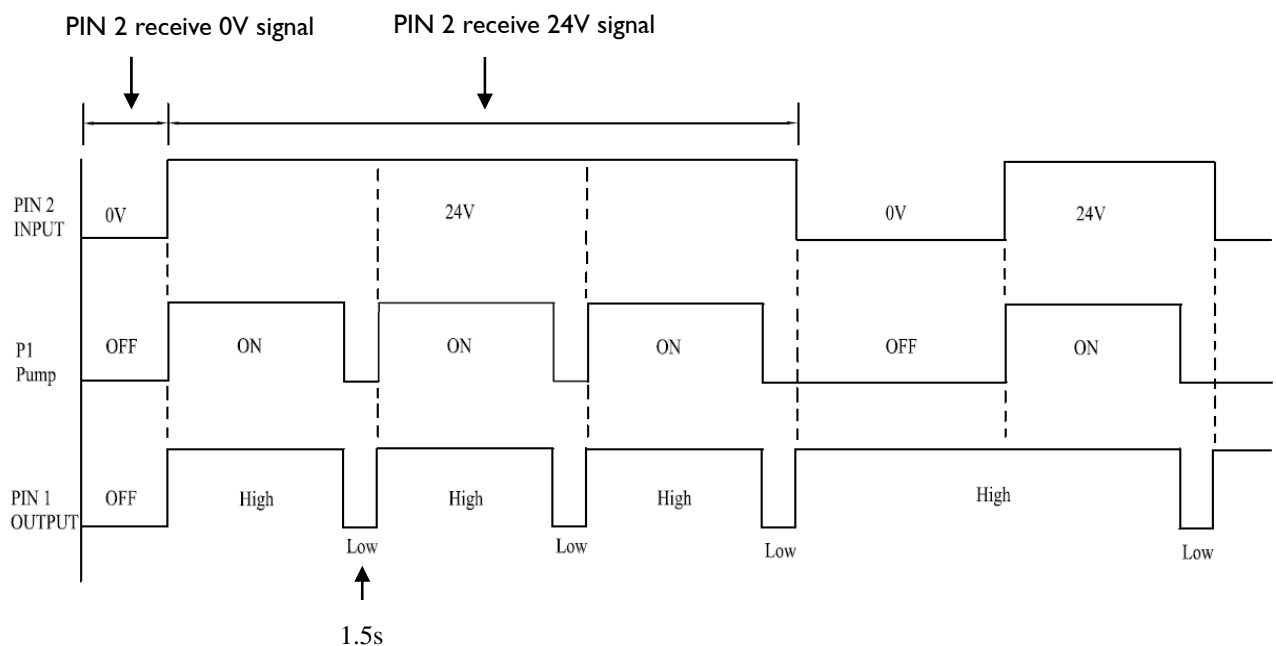 PIN 2 receive 0V signal
PIN 2 receive 24V signal
PIN 2
INPUT
0V
24V
0V
24V
P1
Pump
OFF
ON
ON
ON
OFF
ON
PIN 1
OUTPUT
OFF
High
High
High
High
Low
Low
Low
Low
1.5s